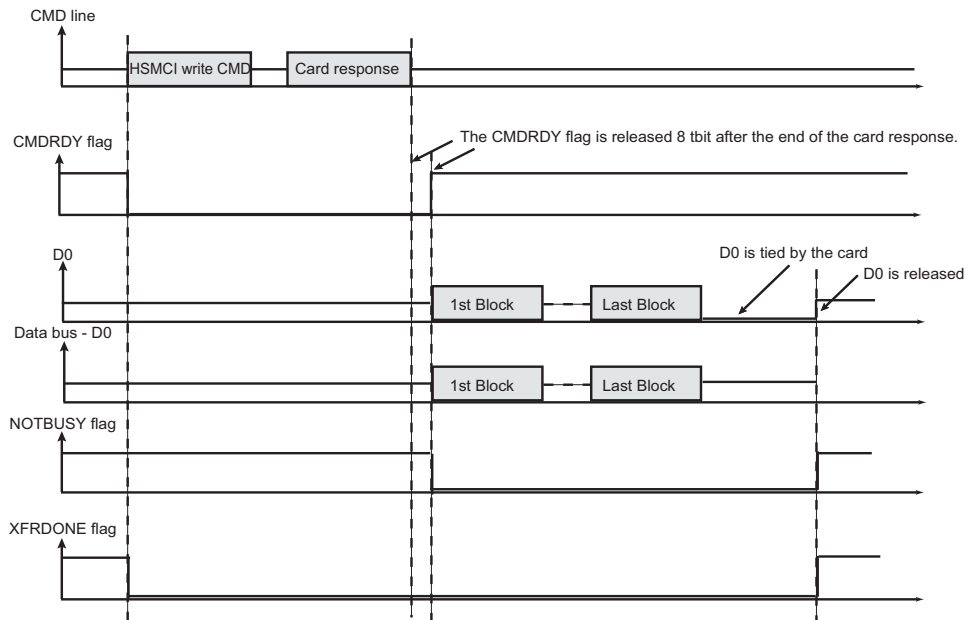 CMD line
HSMCI write CMD
Card response
The CMDRDY flag is released 8 tbit after the end of the card response.
CMDRDY flag
D0
1st Block
Last Block
D0 is tied by the card
D0 is released
Data bus - D0
1st Block
Last Block
NOTBUSY flag
XFRDONE flag